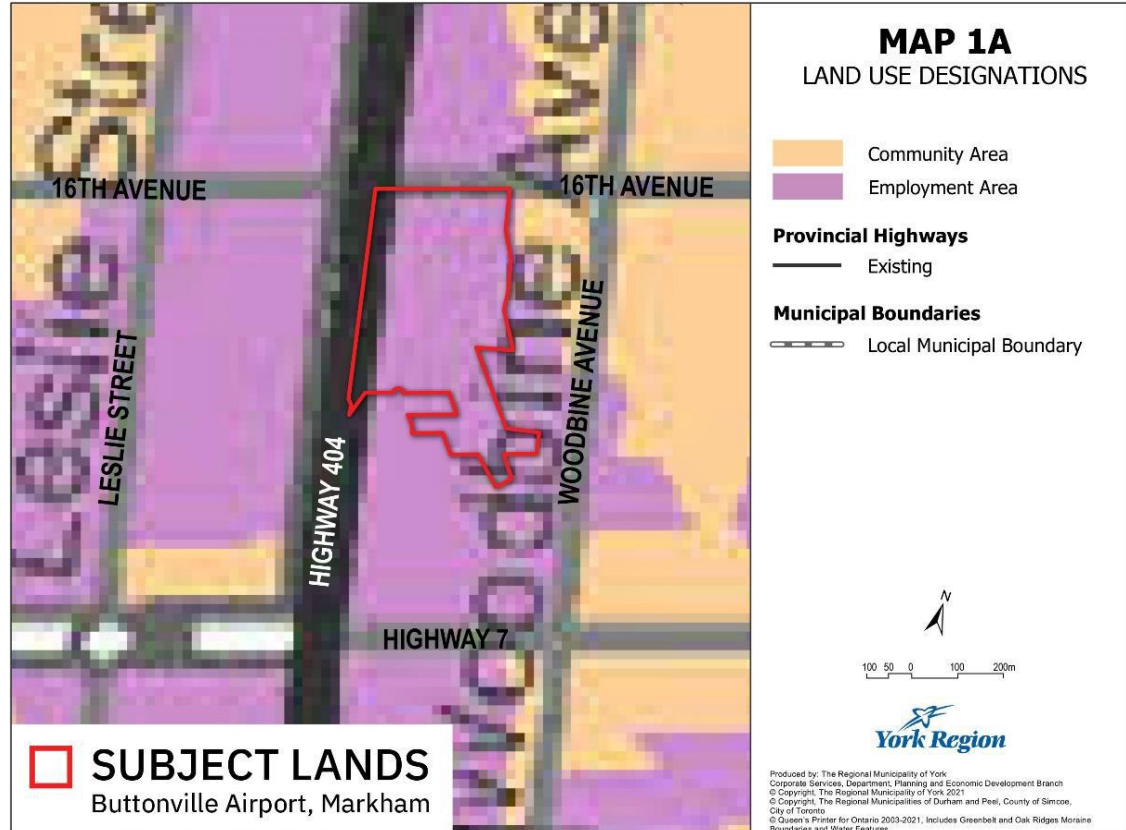 MAP 1A
LAND USE DESIGNATIONS
Community Area
Employment Area
Provincial Highways
Existing
Municipal Boundaries
Local Municipal Boundary
Leslie Stre
Woodbine Ave
16TH AVENUE
16TH AVENUE
LESLIE STREET
HIGHWAY 404
WOODBINE AVENUE
HIGHWAY 7
SUBJECT LANDS
Buttonville Airport, Markham
N
100 50 0 100 200m
York Region
Produced by: The Regional Municipality of York
Corporate Services, Department, Planning and Economic Development Branch
© Copyright, The Regional Municipality of York 2021
© Copyright, The Regional Municipalities of Durham and Peel, County of Simcoe,
City of Toronto
© Queen's Printer for Ontario 2003-2021, Includes Greenbelt and Oak Ridges Moraine
Boundaries and Water Features